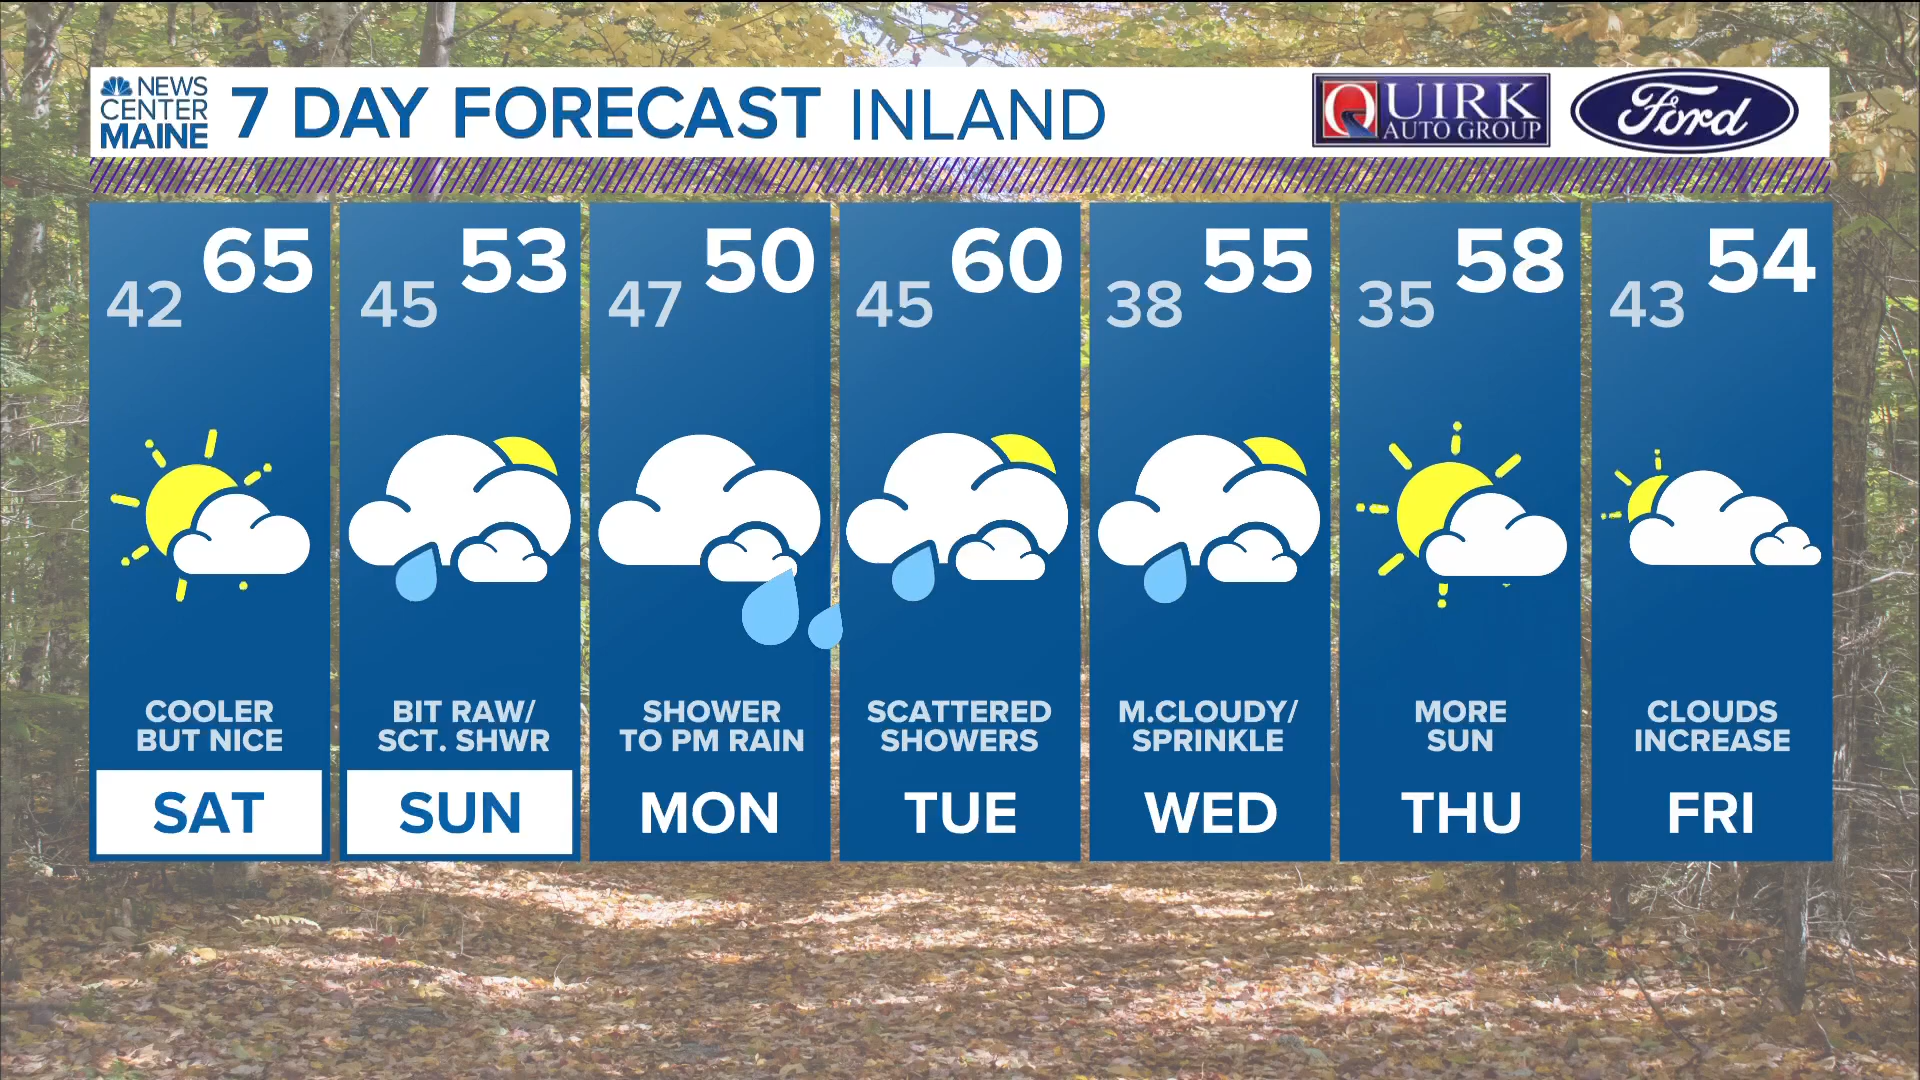 NEWS
CENTER
MAINE
7 DAY FORECAST INLAND
QUIRK
AUTO GROUP
Ford
42 65
45 53
47 50
45 60
38 55
35 58
43 54
COOLER
BUT NICE
BIT RAW/
SCT. SHWR
SHOWER
TO PM RAIN
SCATTERED
SHOWERS
M.CLOUDY/
SPRINKLE
MORE
SUN
CLOUDS
INCREASE
SAT
SUN
MON
TUE
WED
THU
FRI